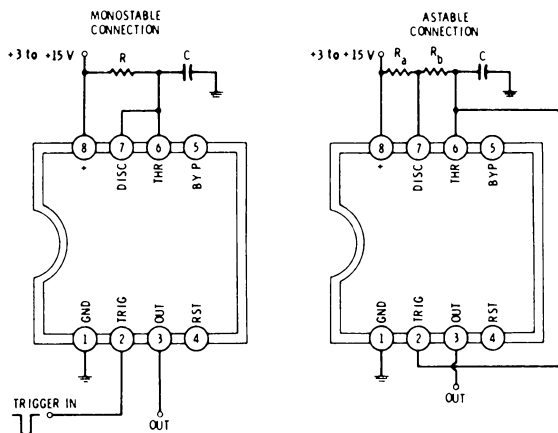 MONOSTABLE
CONNECTION
+3 to +15 V
R
C
8
7
6
5
+
DISC
THR
BYP
GND
TRIG
OUT
RST
1
2
3
4
TRIGGER IN
OUT
ASTABLE
CONNECTION
+3 to +15 V
Ra
Rb
C
8
7
6
5
+
DISC
THR
BYP
GND
TRIG
OUT
RST
1
2
3
4
OUT